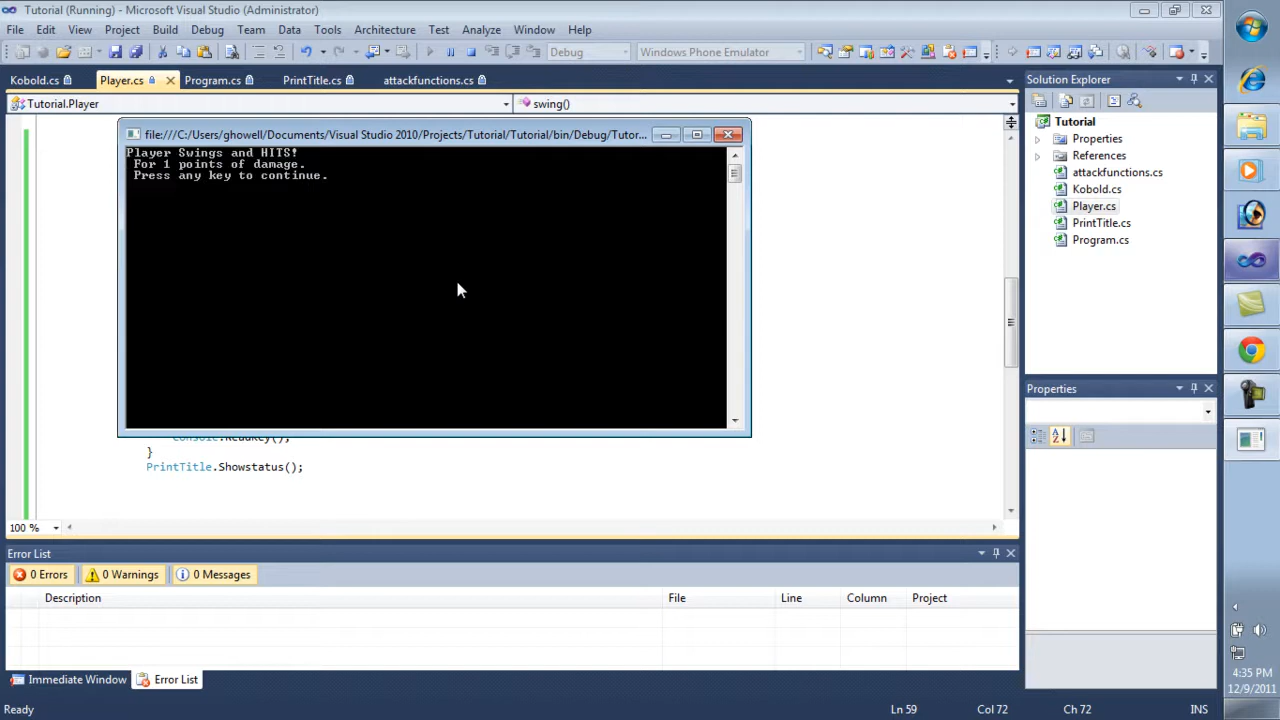 Tutorial (Running) - Microsoft Visual Studio (Administrator)
File Edit View Project Build Debug Team Data Tools Architecture Test Analyze Window Help
Debug
Windows Phone Emulator
Kobold.cs
Player.cs
Program.cs
PrintTitle.cs
attackfunctions.cs
Tutorial.Player
swing()
file:///C:/Users/ghowell/Documents/Visual Studio 2010/Projects/Tutorial/Tutorial/bin/Debug/Tutor...
Player Swings and HITS!
For 1 points of damage.
Press any key to continue.
Console.ReadKey();
}
PrintTitle.Showstatus();
100 %
Solution Explorer
Tutorial
Properties
References
attackfunctions.cs
Kobold.cs
Player.cs
PrintTitle.cs
Program.cs
Properties
Error List
0 Errors
0 Warnings
0 Messages
Description
File
Line
Column
Project
Immediate Window
Error List
Ready
Ln 59
Col 72
Ch 72
INS
4:35 PM
12/9/2011